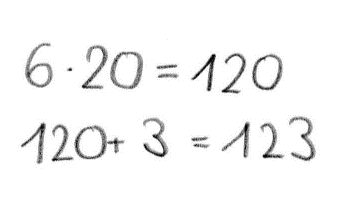 6 · 20 = 120
120 + 3 = 123